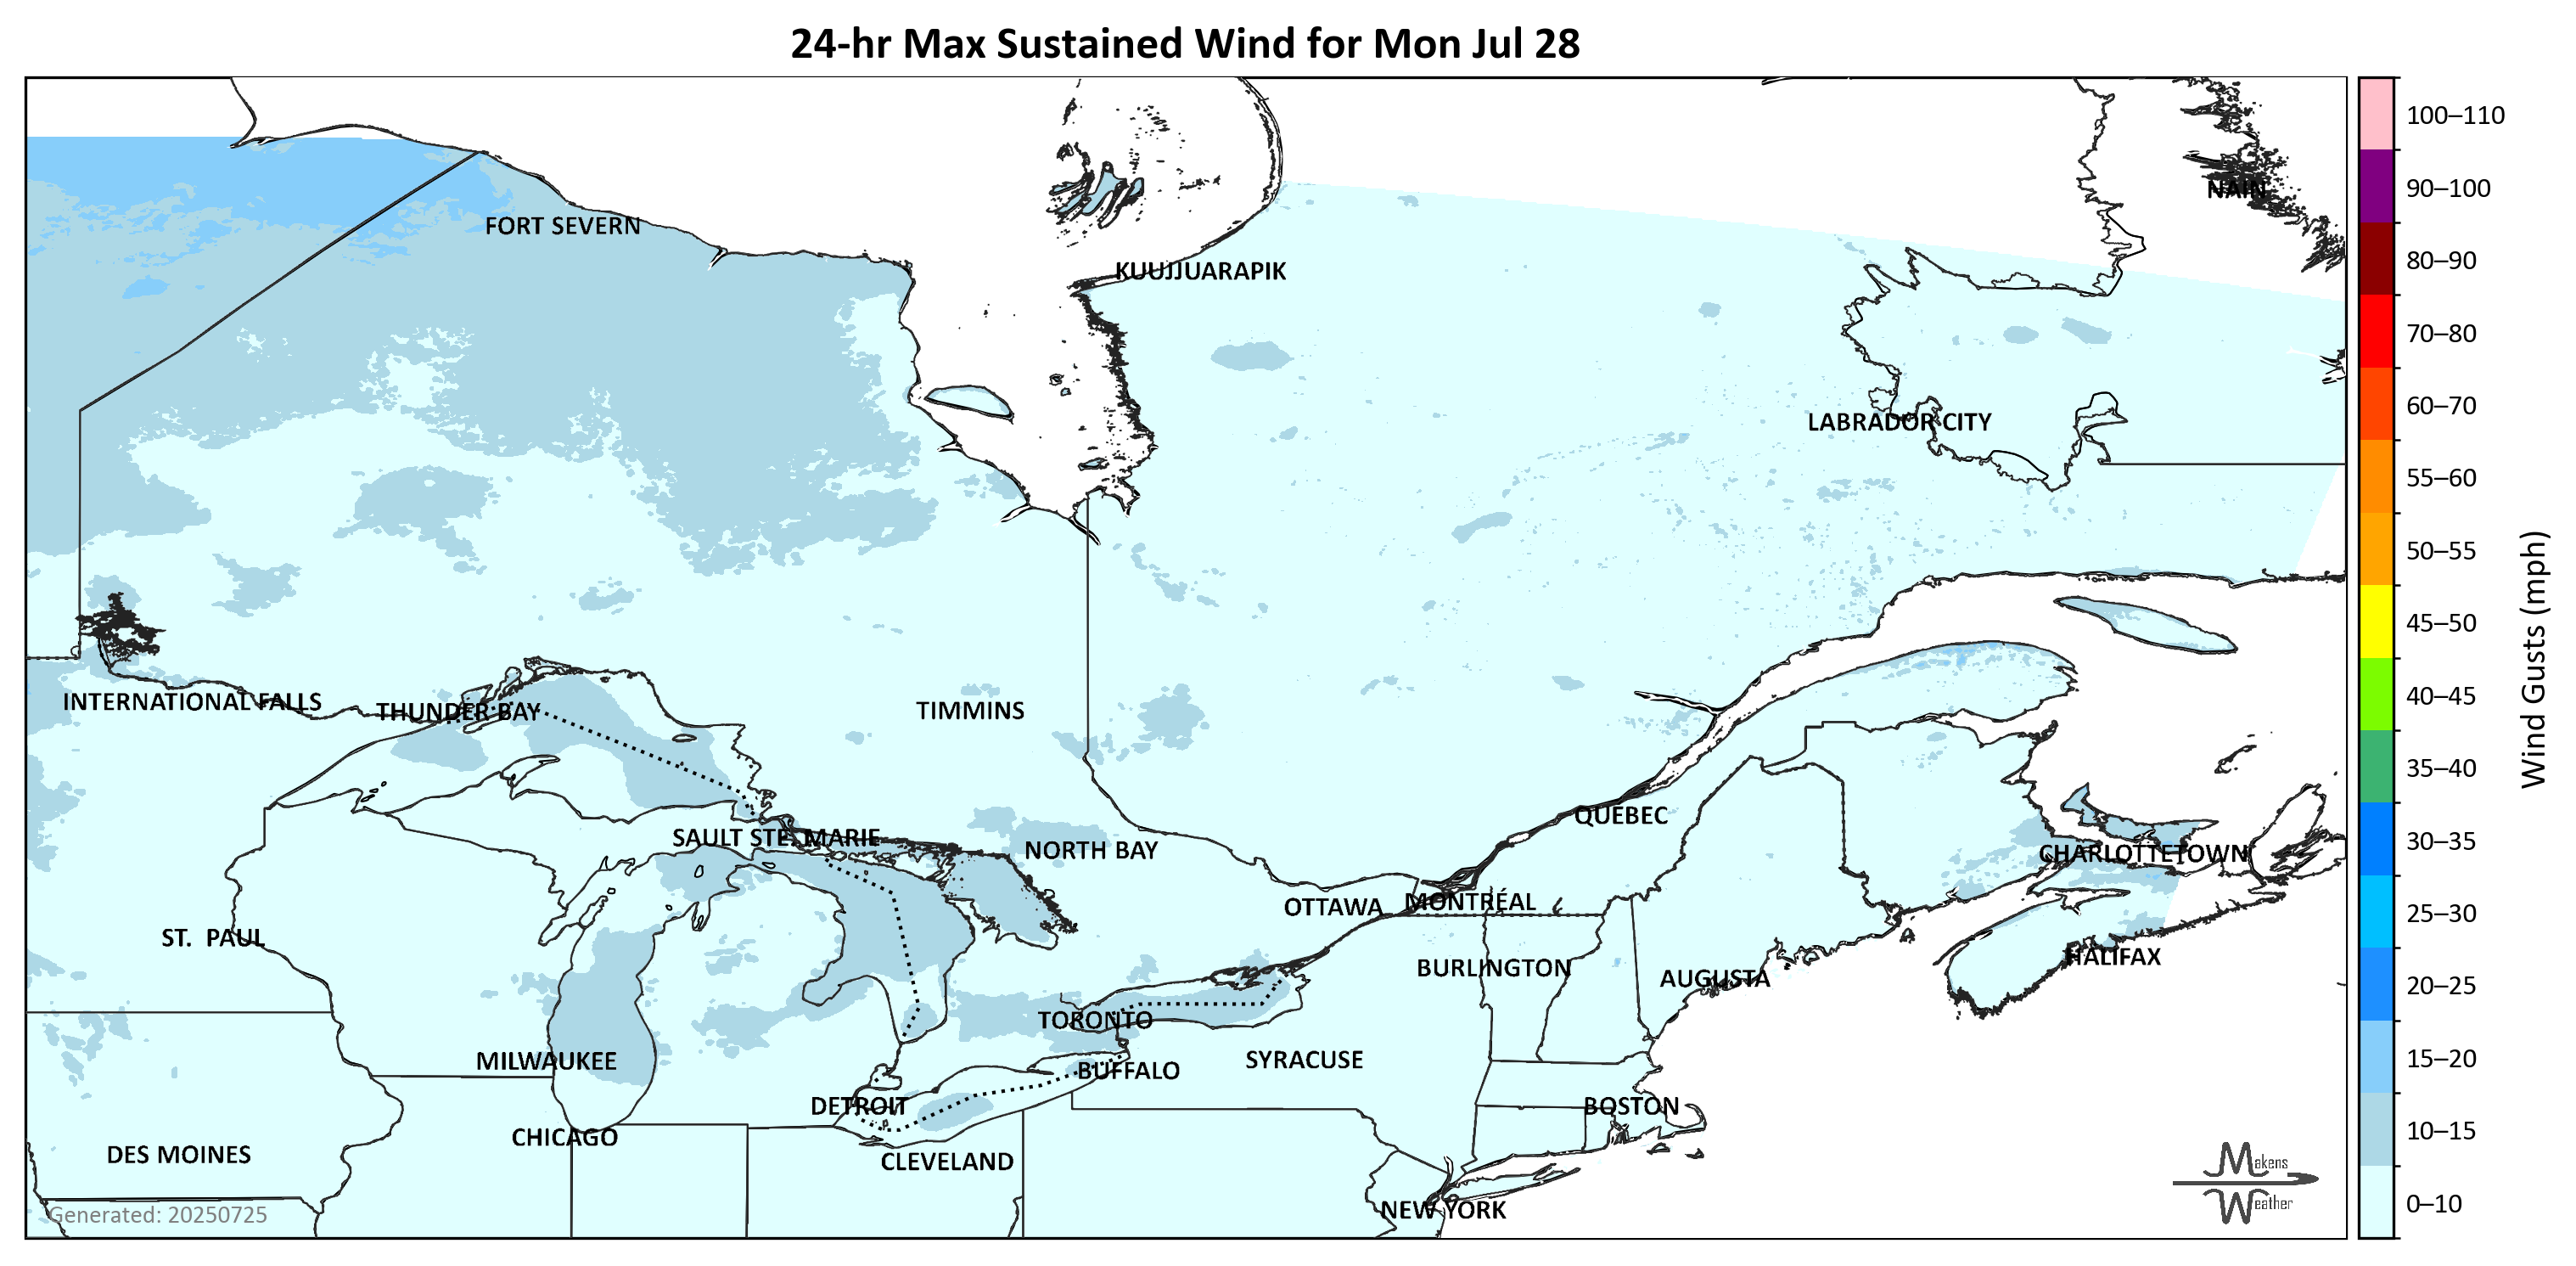 24-hr Max Sustained Wind for Mon Jul 28
100–110
90–100
NAIN
FORT SEVERN
80–90
KUUJJUARAPIK
70–80
60–70
LABRADOR CITY
55–60
50–55
45–50
Wind Gusts (mph)
40–45
INTERNATIONAL FALLS
THUNDER BAY
TIMMINS
35–40
QUÉBEC
SAULT STE. MARIE
30–35
NORTH BAY
CHARLOTTETOWN
OTTAWA
MONTRÉAL
25–30
ST. PAUL
HALIFAX
BURLINGTON
AUGUSTA
20–25
TORONTO
MILWAUKEE
SYRACUSE
15–20
BUFFALO
DETROIT
BOSTON
10–15
CHICAGO
DES MOINES
CLEVELAND
Makens
Weather
0–10
NEW YORK
Generated: 20250725